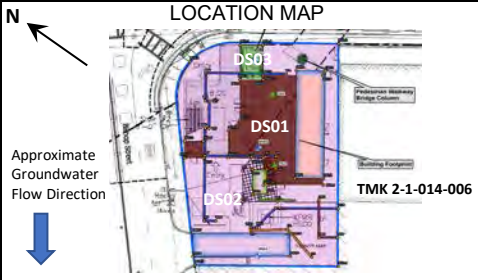 LOCATION MAP
N
DS03
Pedestrian Walkway
Bridge Column
DS01
Building Footprint
TMK 2-1-014-006
Approximate
Groundwater
Flow Direction
DS02